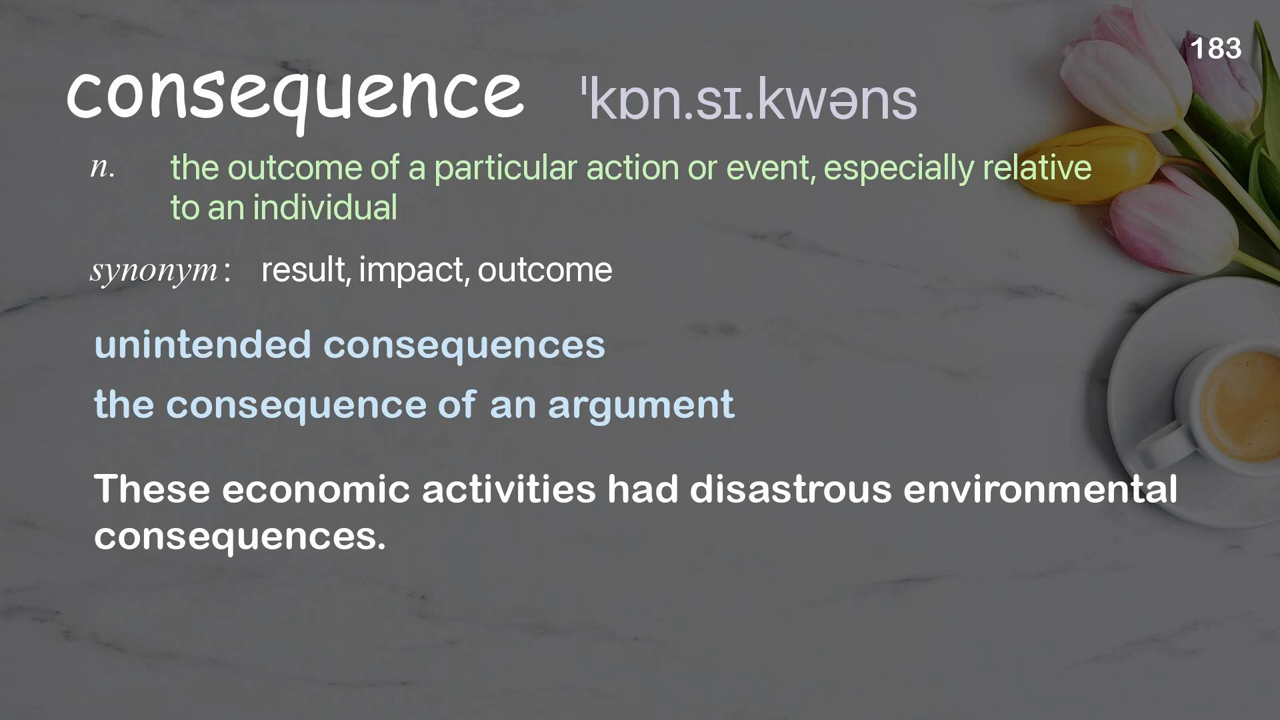 183
consequence ˈkɒn.sɪ.kwəns
n. the outcome of a particular action or event, especially relative
to an individual
synonym: result, impact, outcome
unintended consequences
the consequence of an argument
These economic activities had disastrous environmental
consequences.